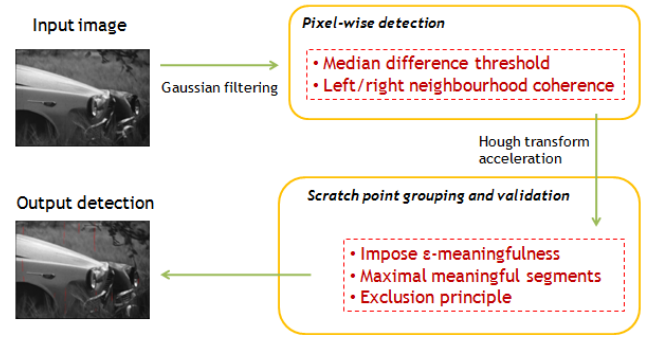 Input image
Gaussian filtering
Pixel-wise detection
• Median difference threshold
• Left/right neighbourhood coherence
Hough transform
acceleration
Scratch point grouping and validation
• Impose ε-meaningfulness
• Maximal meaningful segments
• Exclusion principle
Output detection